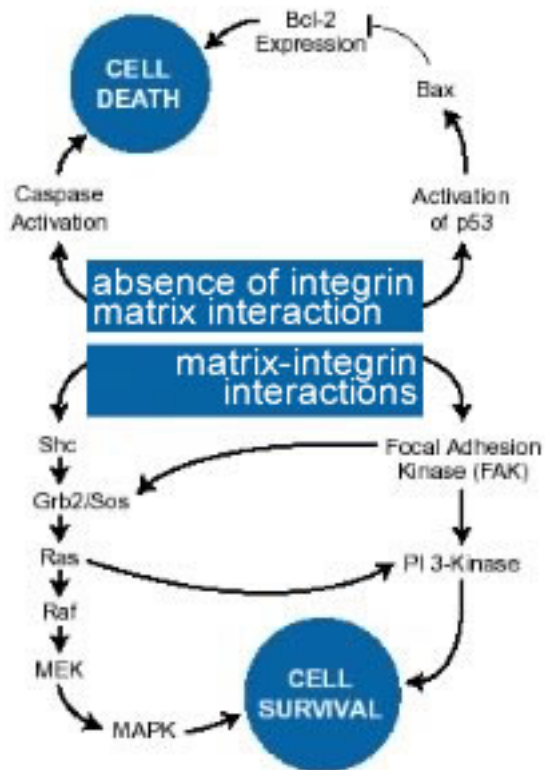 Bcl-2
Expression
CELL
DEATH
Bax
Caspase
Activation
Activation
of p53
absence of integrin
matrix interaction
matrix-integrin
interactions
Shc
Focal Adhesion
Kinase (FAK)
Grb2/Sos
Ras
PI 3-Kinase
Raf
MEK
CELL
SURVIVAL
MAPK